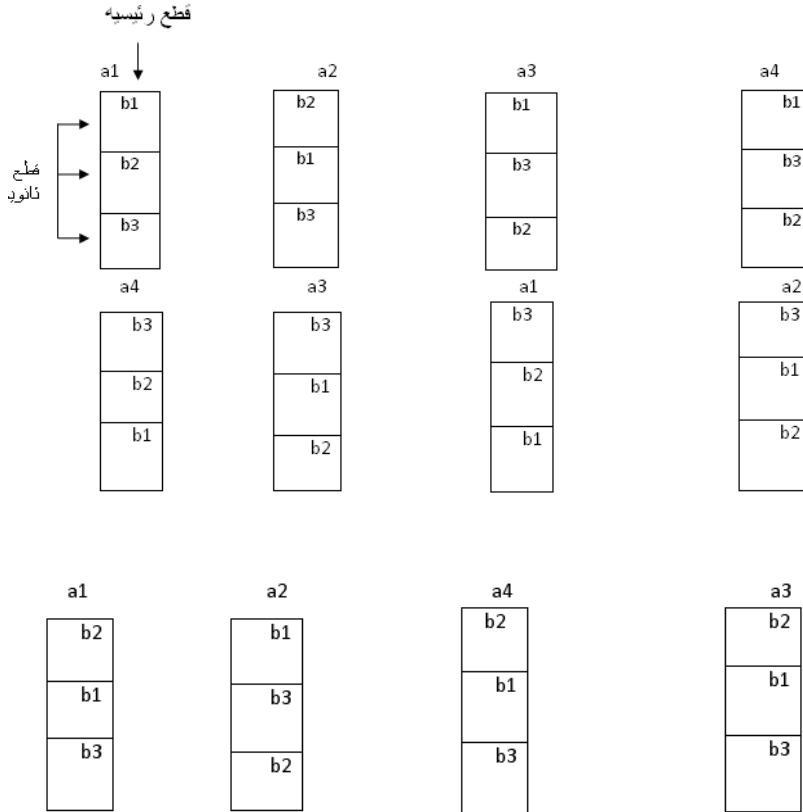 قطع رئيسيه
a1 a2 a3 a4
b1 b2 b1 b1
قطع
b2 b1 b3 b3
b3 b3 b2 b2
a4 a3 a1 a2
b3 b3 b3 b3
b2 b1 b2 b1
b1 b2 b1 b2
a1 a2 a4 a3
b2 b1 b2 b2
b1 b3 b1 b1
b3 b2 b3 b3